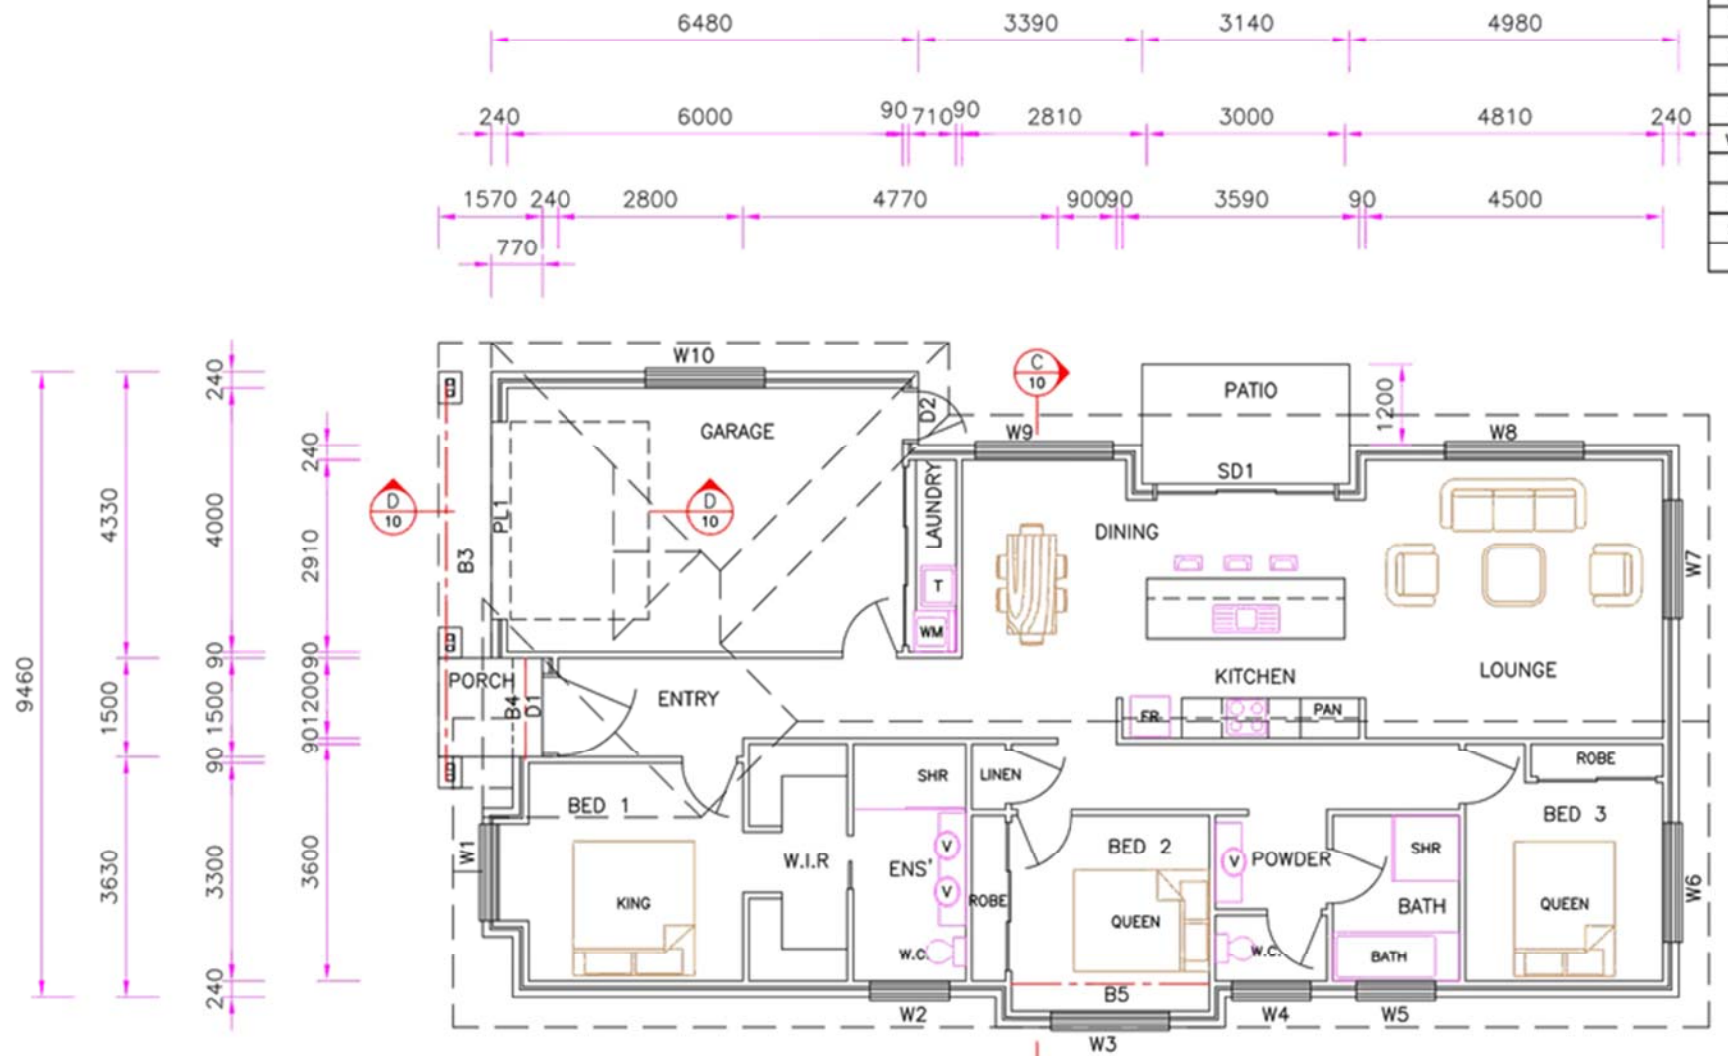 6480 3390 3140 4980
240 6000 90 710 90 2810 3000 4810 240
1570 240 2800 4770 900 90 3590 90 4500
770
W10
C
10
PATIO
1200
240
240
GARAGE
D2
W9
W8
SD1
4330
4000
2910
D
10
D
10
PL1
B3
LAUNDRY
DINING
W7
T
WM
9460
90
90
PORCH
B4
D1
ENTRY
KITCHEN
LOUNGE
1500
1500
1200
FR
PAN
90
90
SHR
LINEN
ROBE
BED 1
BED 3
W1
W.I.R
ENS'
V
V
BED 2
V
POWDER
SHR
3630
3300
3600
KING
ROBE
QUEEN
BATH
QUEEN
W6
W.C.
W.C.
BATH
240
B5
W2
W4
W5
W3